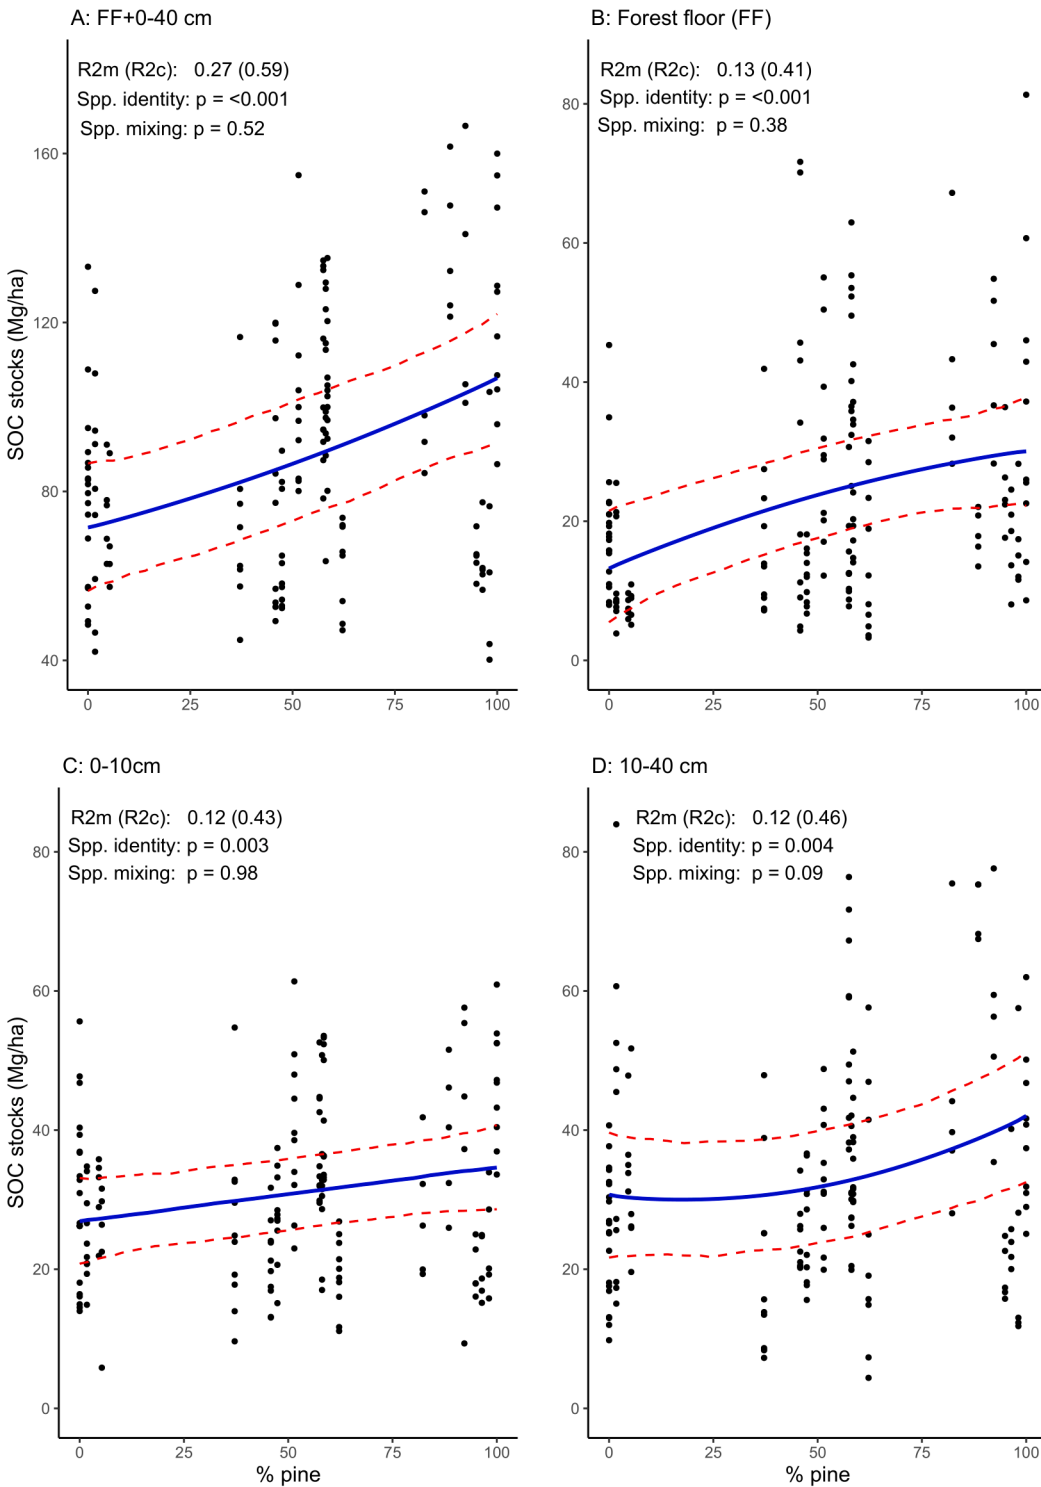 A: FF+0-40 cm
R2m (R2c): 0.27 (0.59)
Spp. identity: p = <0.001
Spp. mixing: p = 0.52
SOC stocks (Mg/ha)
160
120
80
40
0 25 50 75 100
B: Forest floor (FF)
R2m (R2c): 0.13 (0.41)
Spp. identity: p = <0.001
Spp. mixing: p = 0.38
80
60
40
20
0
0 25 50 75 100
C: 0-10cm
R2m (R2c): 0.12 (0.43)
Spp. identity: p = 0.003
Spp. mixing: p = 0.98
SOC stocks (Mg/ha)
80
60
40
20
0
0 25 50 75 100
% pine
D: 10-40 cm
R2m (R2c): 0.12 (0.46)
Spp. identity: p = 0.004
Spp. mixing: p = 0.09
80
60
40
20
0
0 25 50 75 100
% pine